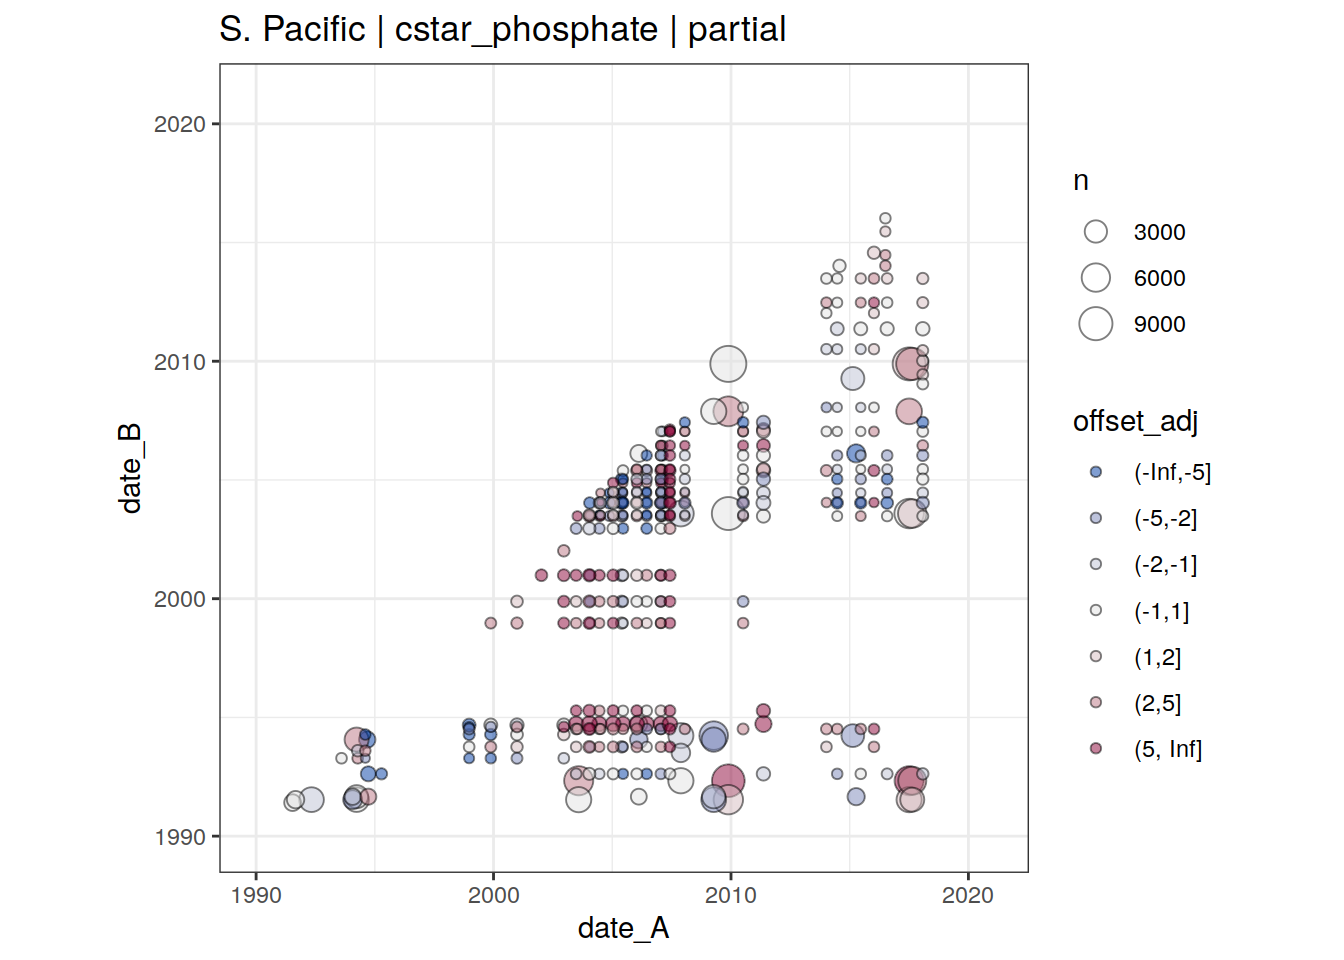 S. Pacific | cstar_phosphate | partial
date_B
2020
2010
2000
1990
1990
2000
2010
2020
date_A
n
3000
6000
9000
offset_adj
(-Inf,-5]
(-5,-2]
(-2,-1]
(-1,1]
(1,2]
(2,5]
(5, Inf]